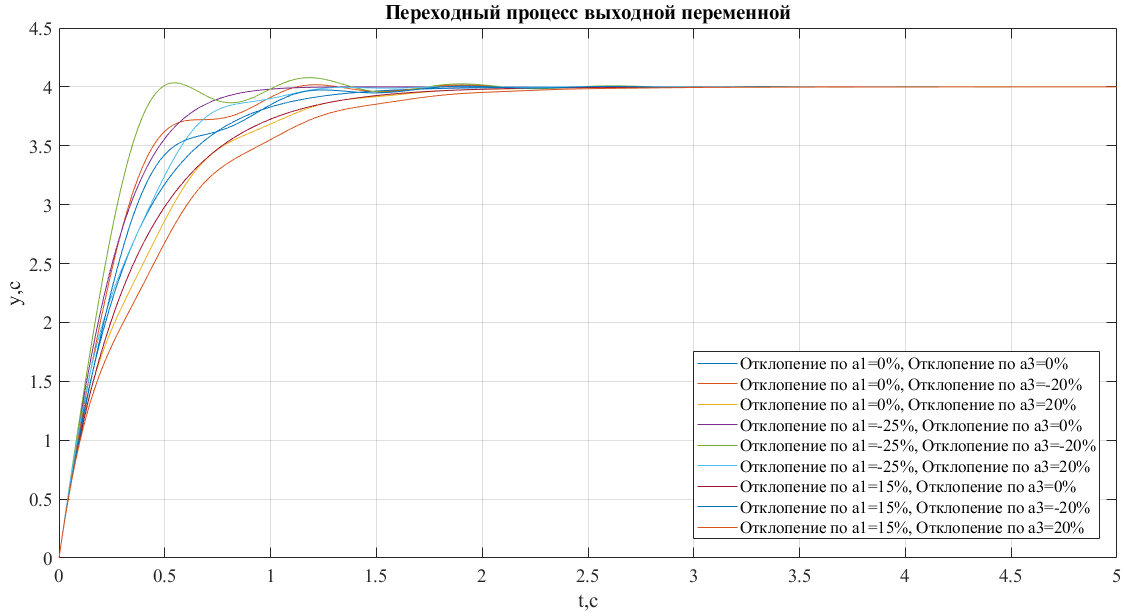 Переходный процесс выходной переменной
4.5
4
3.5
3
2.5
2
1.5
1
0.5
0
y,c
Отклопение по a1=0%, Отклопение по a3=0%
Отклопение по a1=0%, Отклопение по a3=-20%
Отклопение по a1=0%, Отклопение по a3=20%
Отклопение по a1=-25%, Отклопение по a3=0%
Отклопение по a1=-25%, Отклопение по a3=-20%
Отклопение по a1=-25%, Отклопение по a3=20%
Отклопение по a1=15%, Отклопение по a3=0%
Отклопение по a1=15%, Отклопение по a3=-20%
Отклопение по a1=15%, Отклопение по a3=20%
0 0.5 1 1.5 2 2.5 3 3.5 4 4.5 5
t,c